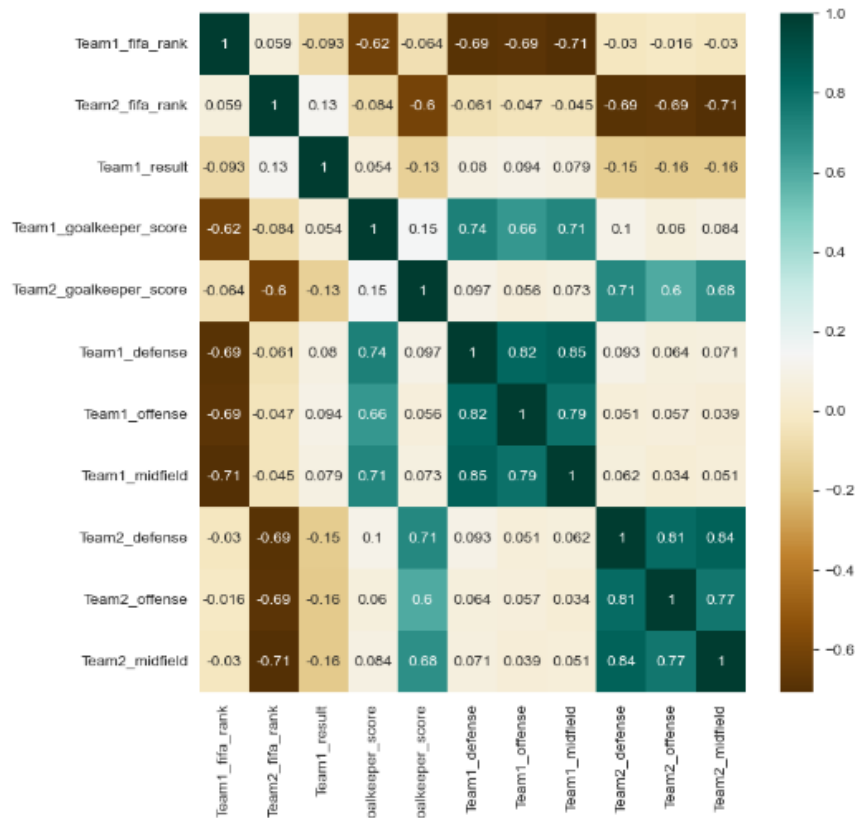 Team1_fifa_rank 1 0.059 -0.093 -0.62 -0.064 -0.69 -0.69 -0.71 -0.03 -0.016 -0.03
Team2_fifa_rank 0.059 1 0.13 -0.084 -0.6 -0.061 -0.047 -0.045 -0.69 -0.69 -0.71
Team1_result -0.093 0.13 1 0.054 -0.13 0.08 0.094 0.079 -0.15 -0.16 -0.16
Team1_goalkeeper_score -0.62 -0.084 0.054 1 0.15 0.74 0.66 0.71 0.1 0.06 0.084
Team2_goalkeeper_score -0.064 -0.6 -0.13 0.15 1 0.097 0.056 0.073 0.71 0.6 0.68
Team1_defense -0.69 -0.061 0.08 0.74 0.097 1 0.82 0.85 0.093 0.064 0.071
Team1_offense -0.69 -0.047 0.094 0.66 0.056 0.82 1 0.79 0.051 0.057 0.039
Team1_midfield -0.71 -0.045 0.079 0.71 0.073 0.85 0.79 1 0.062 0.034 0.051
Team2_defense -0.03 -0.69 -0.15 0.1 0.71 0.093 0.051 0.062 1 0.81 0.84
Team2_offense -0.016 -0.69 -0.16 0.06 0.6 0.064 0.057 0.034 0.81 1 0.77
Team2_midfield -0.03 -0.71 -0.16 0.084 0.68 0.071 0.039 0.051 0.84 0.77 1
Team1_fifa_rank
Team2_fifa_rank
Team1_result
oalkeeper_score
oalkeeper_score
Team1_defense
Team1_offense
Team1_midfield
Team2_defense
Team2_offense
Team2_midfield
1.0
0.8
0.6
0.4
0.2
0.0
−0.2
−0.4
−0.6